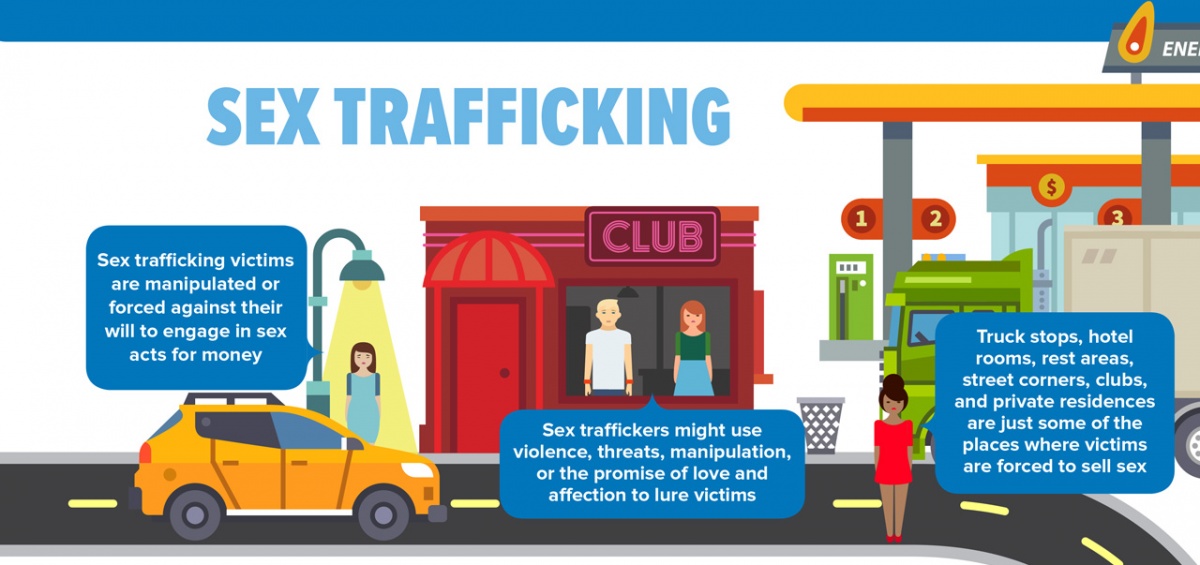 ENE
SEX TRAFFICKING
Sex trafficking victims
are manipulated or
forced against their
will to engage in sex
acts for money
CLUB
Sex traffickers might use
violence, threats, manipulation,
or the promise of love and
affection to lure victims
1
2
$
3
Truck stops, hotel
rooms, rest areas,
street corners, clubs,
and private residences
are just some of the
places where victims
are forced to sell sex